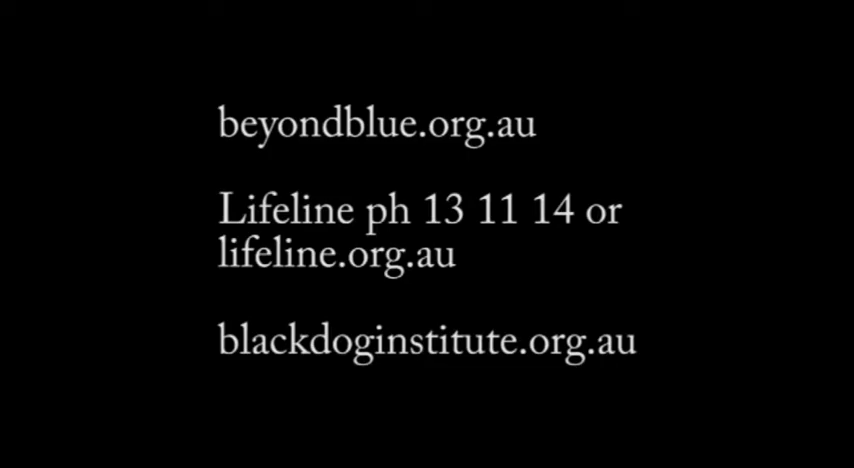 beyondblue.org.au
Lifeline ph 13 11 14 or
lifeline.org.au
blackdoginstitute.org.au